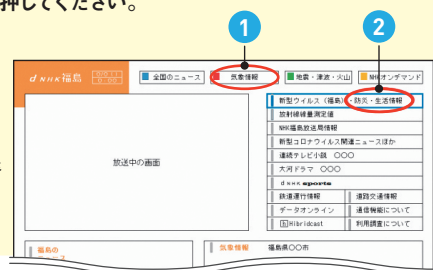 押してください。
1
2
d NHK福島
全国のニュース
気象情報
地震・津波・火山
NHKオンデマンド
新型ウイルス（福島）・防災・生活情報
放射線線量測定値
NHK福島放送局情報
新型コロナウイルス関連ニュースほか
連続テレビ小説 〇〇〇
大河ドラマ 〇〇〇
d NHK sports
鉄道運行情報
道路交通情報
データオンライン
通信機能について
Hybridcast
利用調査について
放送中の画面
福島の
気象情報
福島県〇〇市